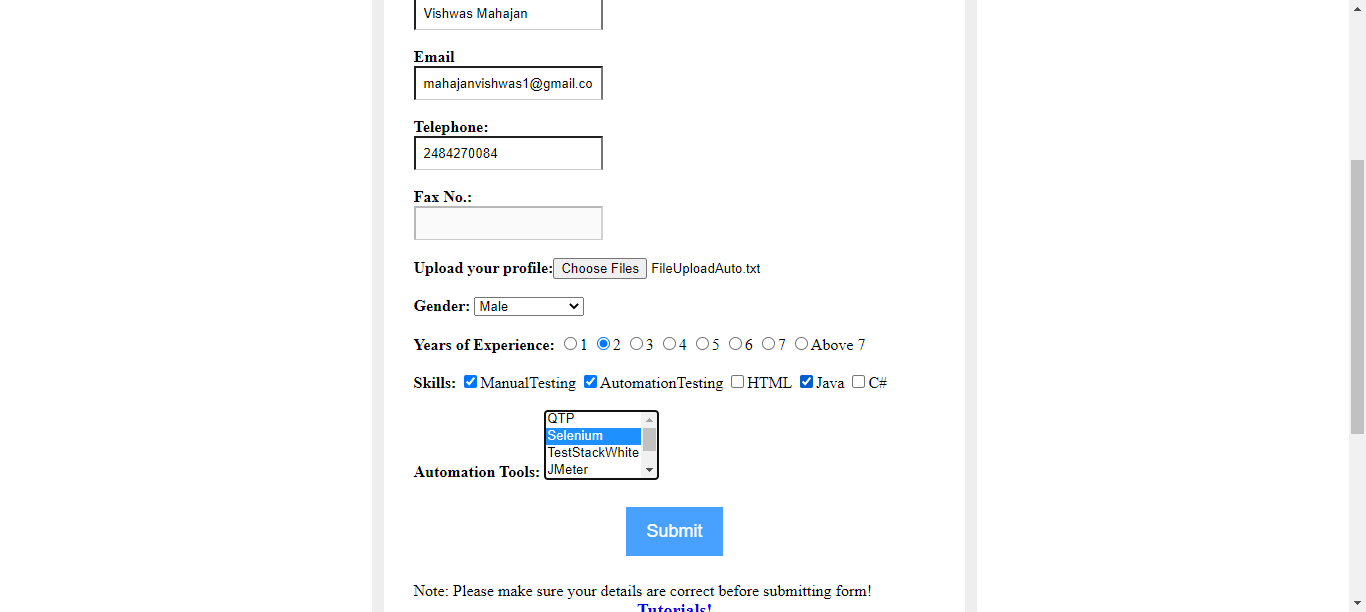 Vishwas Mahajan
Email
mahajanvishwas1@gmail.co
Telephone:
2484270084
Fax No.:
Upload your profile: Choose Files FileUploadAuto.txt
Gender: Male
Years of Experience: 1 2 3 4 5 6 7 Above 7
Skills: ManualTesting AutomationTesting HTML Java C#
QTP
Selenium
TestStackWhite
Automation Tools: JMeter
Submit
Note: Please make sure your details are correct before submitting form!
Tutorials!